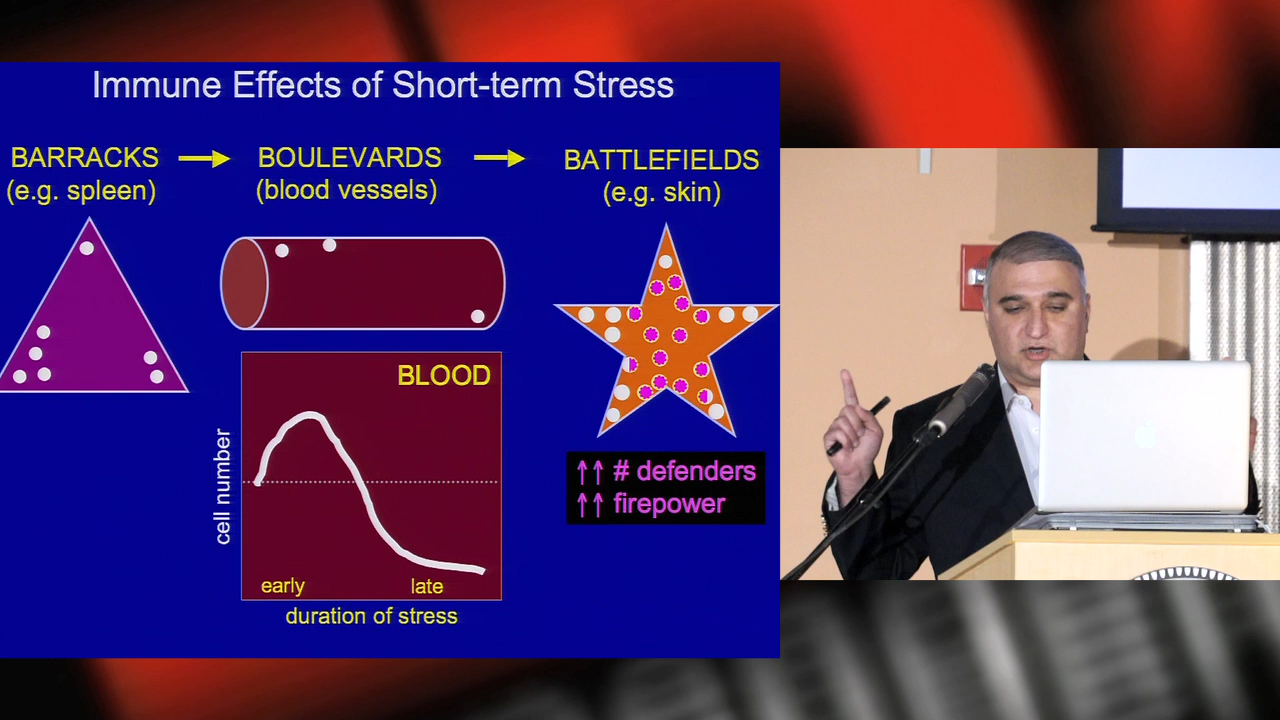 Immune Effects of Short-term Stress
BARRACKS → BOULEVARDS → BATTLEFIELDS
(e.g. spleen) (blood vessels) (e.g. skin)
BLOOD
cell number
early late
duration of stress
↑↑ # defenders
↑↑ firepower